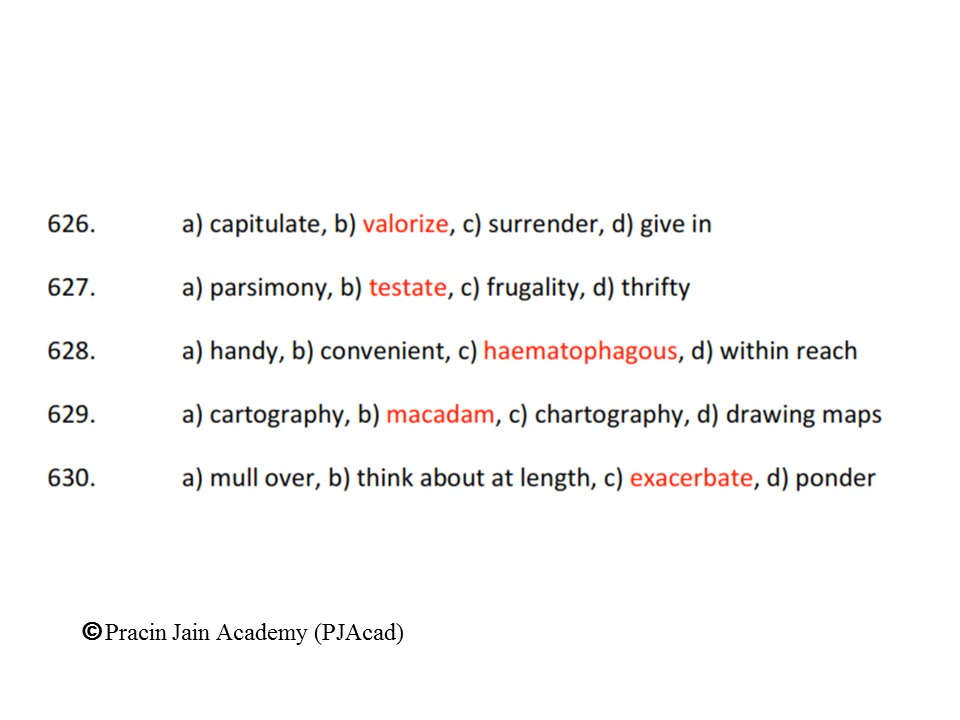 626. a) capitulate, b) valorize, c) surrender, d) give in
627. a) parsimony, b) testate, c) frugality, d) thrifty
628. a) handy, b) convenient, c) haematophagous, d) within reach
629. a) cartography, b) macadam, c) chartography, d) drawing maps
630. a) mull over, b) think about at length, c) exacerbate, d) ponder
©Pracin Jain Academy (PJAcad)